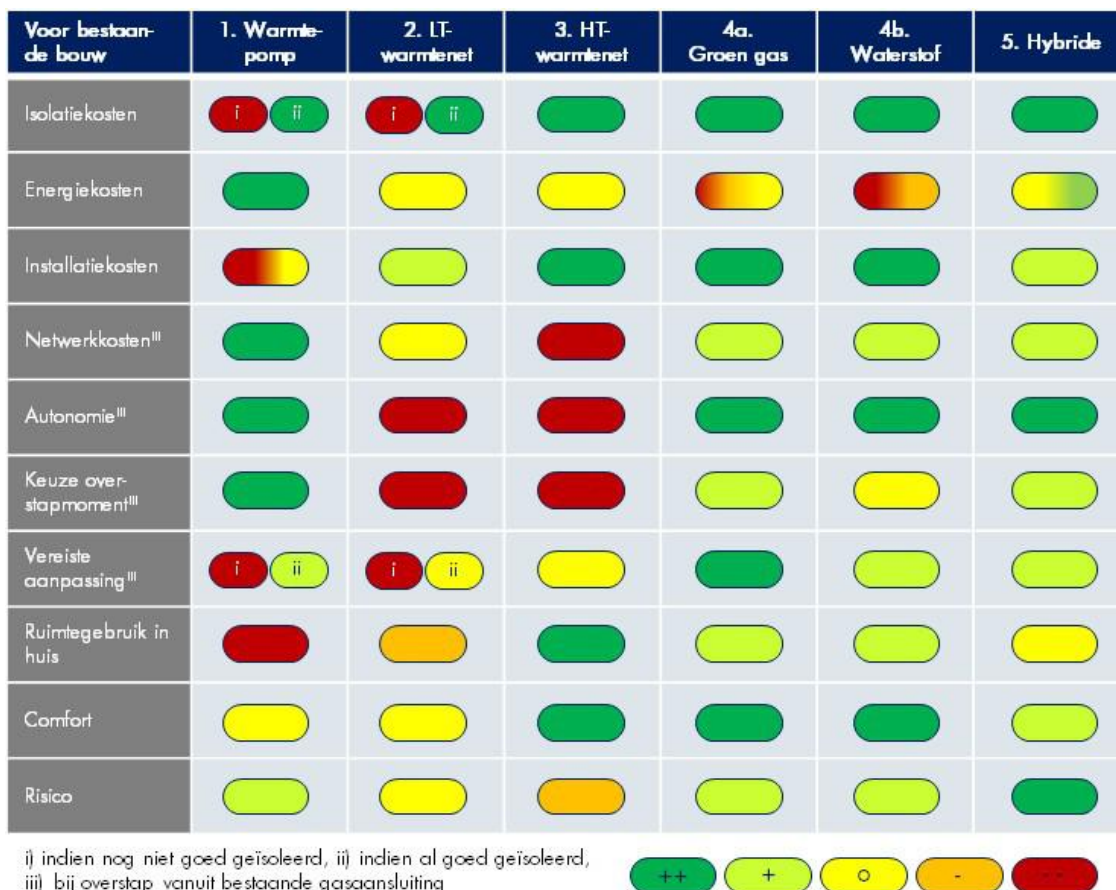 Voor bestaan-
de bouw
1. Warmte-
pomp
2. LT-
warmtenet
3. HT-
warmtenet
4a.
Groen gas
4b.
Waterstof
5. Hybride
Isolatiekosten
i ii
i ii
Energiekosten
Installatiekosten
Netwerkkosten^III
Autonomie^III
Keuze over-
stapmoment^III
Vereiste
aanpassing^III
i ii
i ii
Ruimtegebruik in
huis
Comfort
Risico
i) indien nog niet goed geïsoleerd, ii) indien al goed geïsoleerd,
iii) bij overstap vanuit bestaande gasaansluiting
++ + o - --